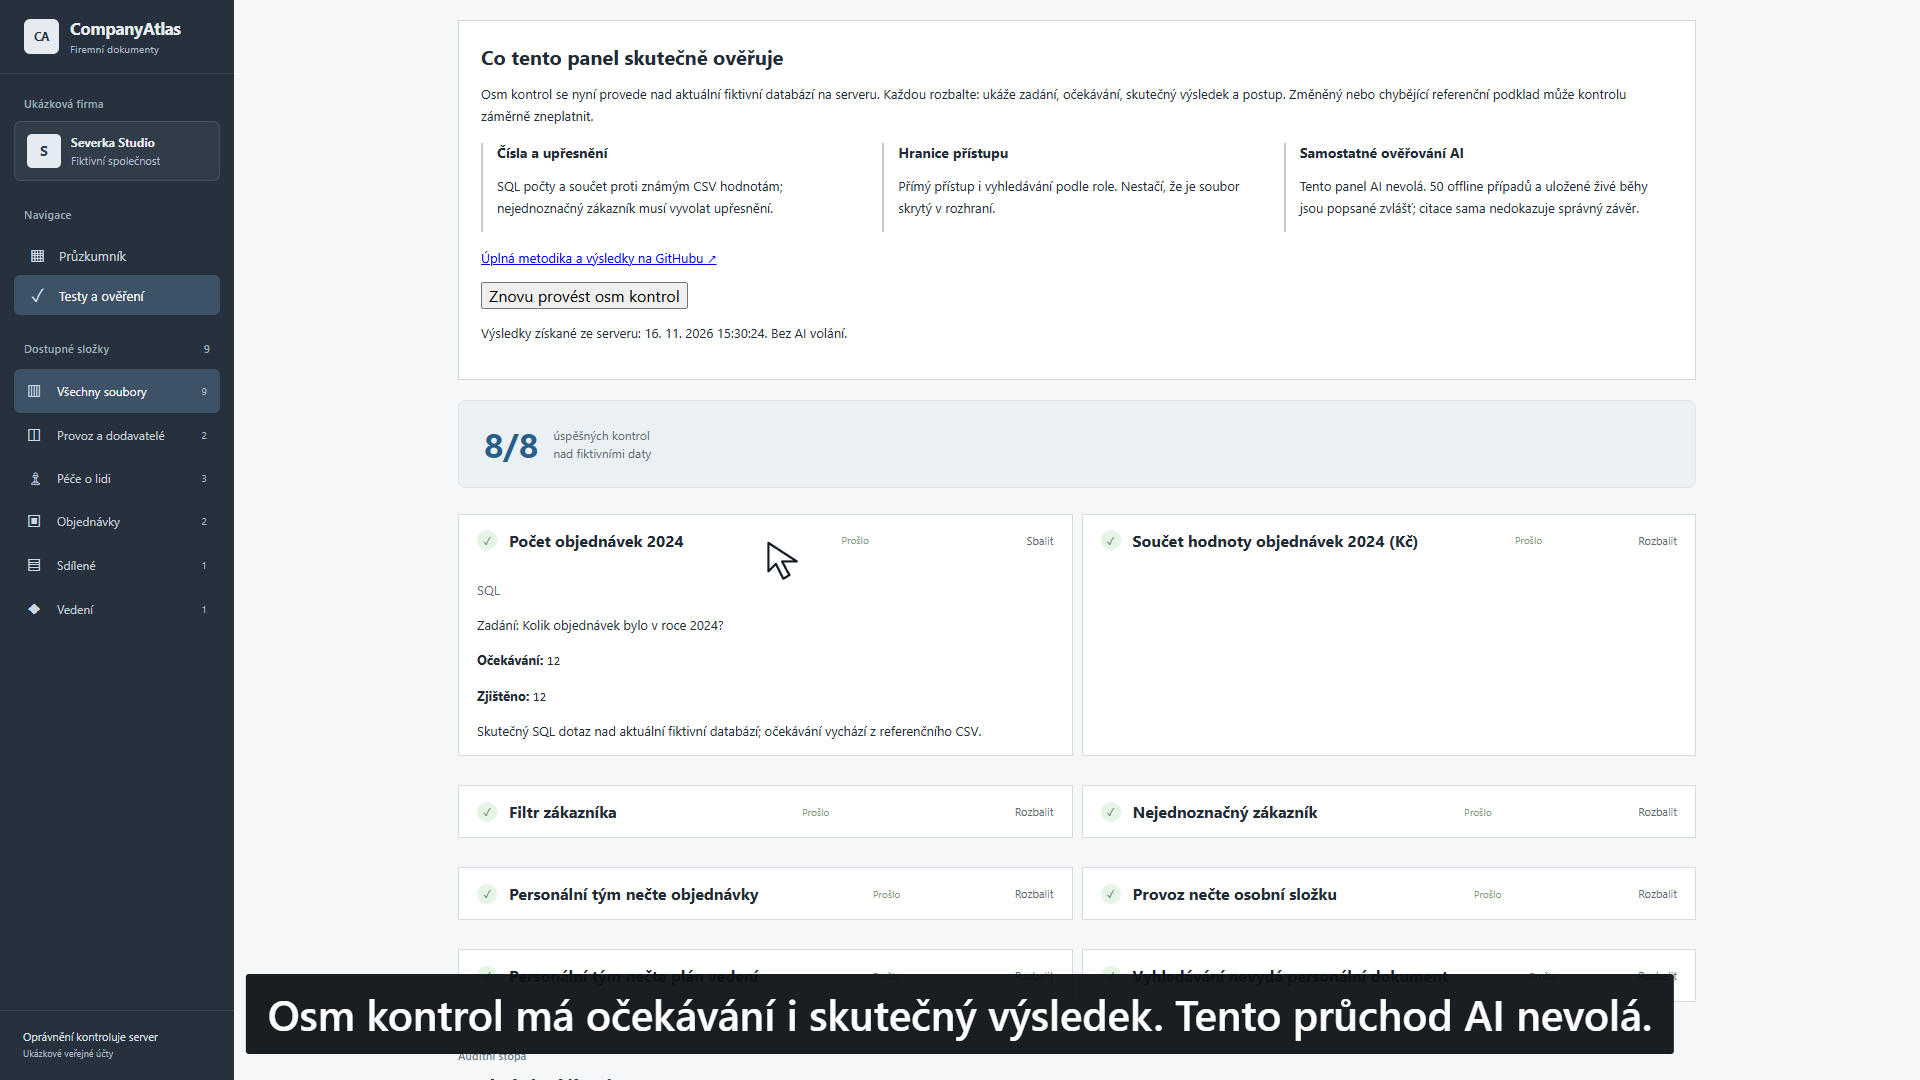 CA
CompanyAtlas
Firemní dokumenty
Ukázková firma
S
Severka Studio
Fiktivní společnost
Navigace
Průzkumník
Testy a ověření
Dostupné složky 9
Všechny soubory 9
Provoz a dodavatelé 2
Péče o lidi 3
Objednávky 2
Sdílené 1
Vedení 1
Oprávnění kontroluje server
Ukázkové veřejné účty
Co tento panel skutečně ověřuje
Osm kontrol se nyní provede nad aktuální fiktivní databází na serveru. Každou rozbalte: ukáže zadání, očekávání, skutečný výsledek a postup. Změněný nebo chybějící referenční podklad může kontrolu
záměrně zneplatnit.
Čísla a upřesnění
SQL počty a součet proti známým CSV hodnotám;
nejednoznačný zákazník musí vyvolat upřesnění.
Hranice přístupu
Přímý přístup i vyhledávání podle role. Nestačí, že je soubor
skrytý v rozhraní.
Samostatné ověřování AI
Tento panel AI nevolá. 50 offline případů a uložené živé běhy
jsou popsané zvlášť; citace sama nedokazuje správný závěr.
Úplná metodika a výsledky na GitHubu ↗
Znovu provést osm kontrol
Výsledky získané ze serveru: 16. 11. 2026 15:30:24. Bez AI volání.
8/8
úspěšných kontrol
nad fiktivními daty
Počet objednávek 2024 Prošlo Sbalit
SQL
Zadání: Kolik objednávek bylo v roce 2024?
Očekávání: 12
Zjištěno: 12
Skutečný SQL dotaz nad aktuální fiktivní databází; očekávání vychází z referenčního CSV.
Součet hodnoty objednávek 2024 (Kč) Prošlo Rozbalit
Filtr zákazníka Prošlo Rozbalit
Nejednoznačný zákazník Prošlo Rozbalit
Personální tým nečte objednávky Prošlo Rozbalit
Provoz nečte osobní složku Prošlo Rozbalit
Personální tým nečte plán vedení
Vyhledávání nevydá personální dokument
Osm kontrol má očekávání i skutečný výsledek. Tento průchod AI nevolá.
Auditní stopa